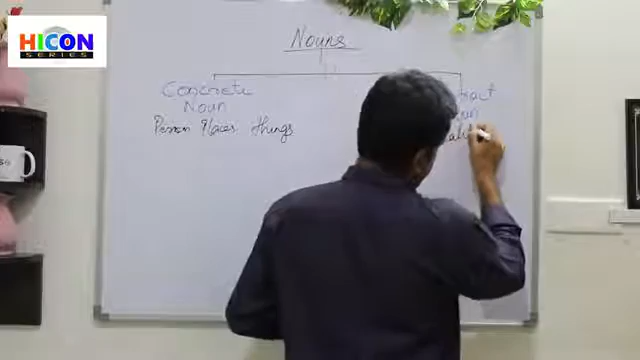 HICON
SERIES
Nouns
Concrete
Noun
Person Places things